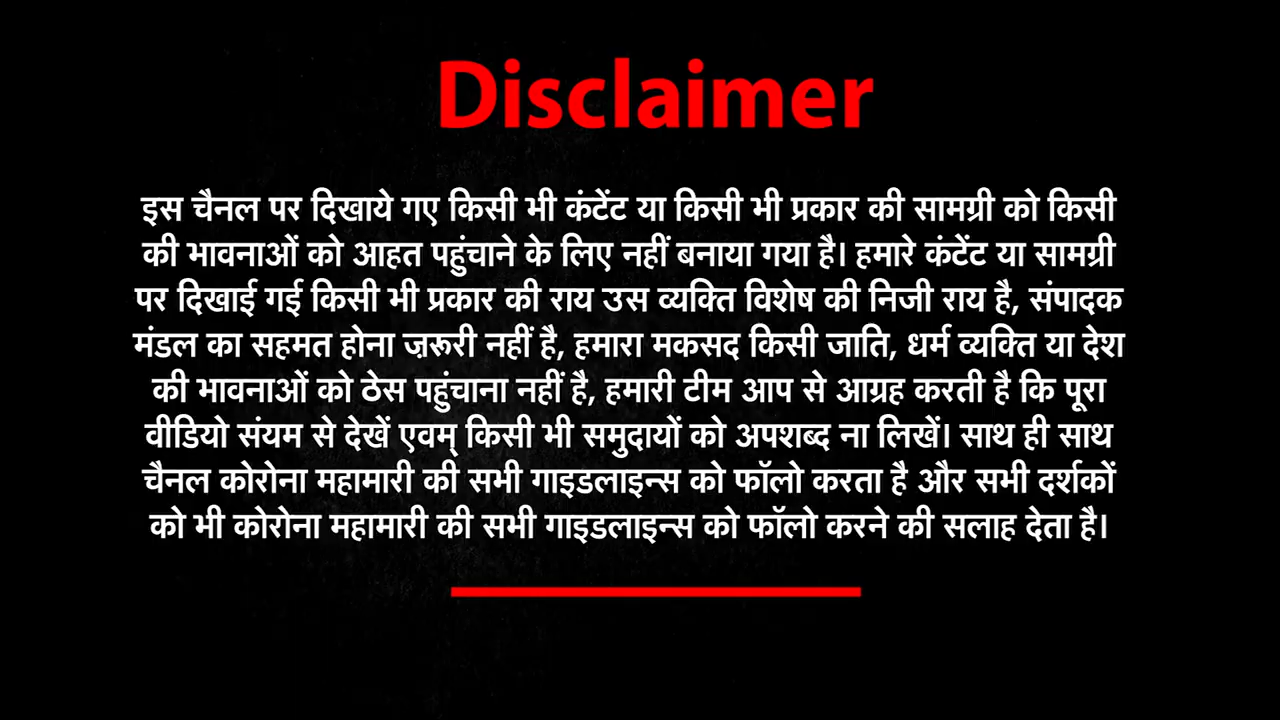 Disclaimer
इस चैनल पर दिखाये गए किसी भी कंटेंट या किसी भी प्रकार की सामग्री को किसी
की भावनाओं को आहत पहुंचाने के लिए नहीं बनाया गया है। हमारे कंटेंट या सामग्री
पर दिखाई गई किसी भी प्रकार की राय उस व्यक्ति विशेष की निजी राय है, संपादक
मंडल का सहमत होना ज़रूरी नहीं है, हमारा मकसद किसी जाति, धर्म व्यक्ति या देश
की भावनाओं को ठेस पहुंचाना नहीं है, हमारी टीम आप से आग्रह करती है कि पूरा
वीडियो संयम से देखें एवम् किसी भी समुदायों को अपशब्द ना लिखें। साथ ही साथ
चैनल कोरोना महामारी की सभी गाइडलाइन्स को फॉलो करता है और सभी दर्शकों
को भी कोरोना महामारी की सभी गाइडलाइन्स को फॉलो करने की सलाह देता है।